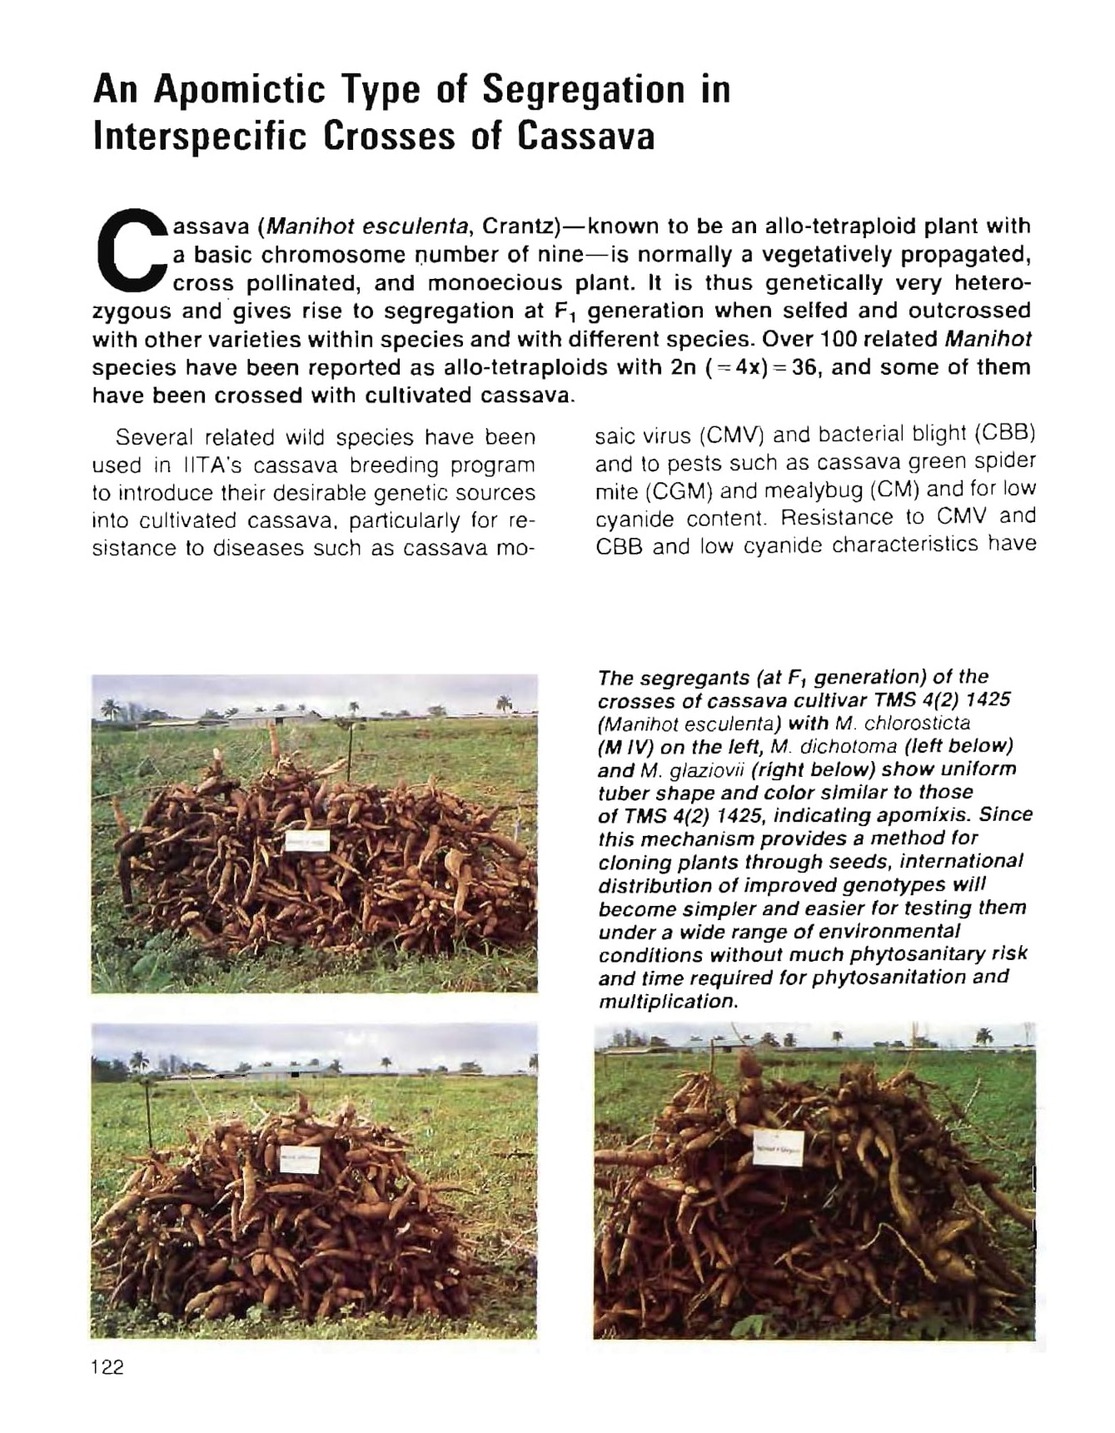 An Apomictic Type of Segregation in
Interspecific Crosses of Cassava
Cassava (Manihot esculenta, Crantz)—known to be an allo-tetraploid plant with
a basic chromosome number of nine—is normally a vegetatively propagated,
cross pollinated, and monoecious plant. It is thus genetically very hetero-
zygous and gives rise to segregation at F₁ generation when selfed and outcrossed
with other varieties within species and with different species. Over 100 related Manihot
species have been reported as allo-tetraploids with 2n (=4x)=36, and some of them
have been crossed with cultivated cassava.
Several related wild species have been
used in IITA's cassava breeding program
to introduce their desirable genetic sources
into cultivated cassava, particularly for re-
sistance to diseases such as cassava mo-
saic virus (CMV) and bacterial blight (CBB)
and to pests such as cassava green spider
mite (CGM) and mealybug (CM) and for low
cyanide content. Resistance to CMV and
CBB and low cyanide characteristics have
The segregants (at F₁ generation) of the
crosses of cassava cultivar TMS 4(2) 1425
(Manihot esculenta) with M. chlorosticta
(M IV) on the left, M. dichotoma (left below)
and M. glaziovii (right below) show uniform
tuber shape and color similar to those
of TMS 4(2) 1425, indicating apomixis. Since
this mechanism provides a method for
cloning plants through seeds, international
distribution of improved genotypes will
become simpler and easier for testing them
under a wide range of environmental
conditions without much phytosanitary risk
and time required for phytosanitation and
multiplication.
122